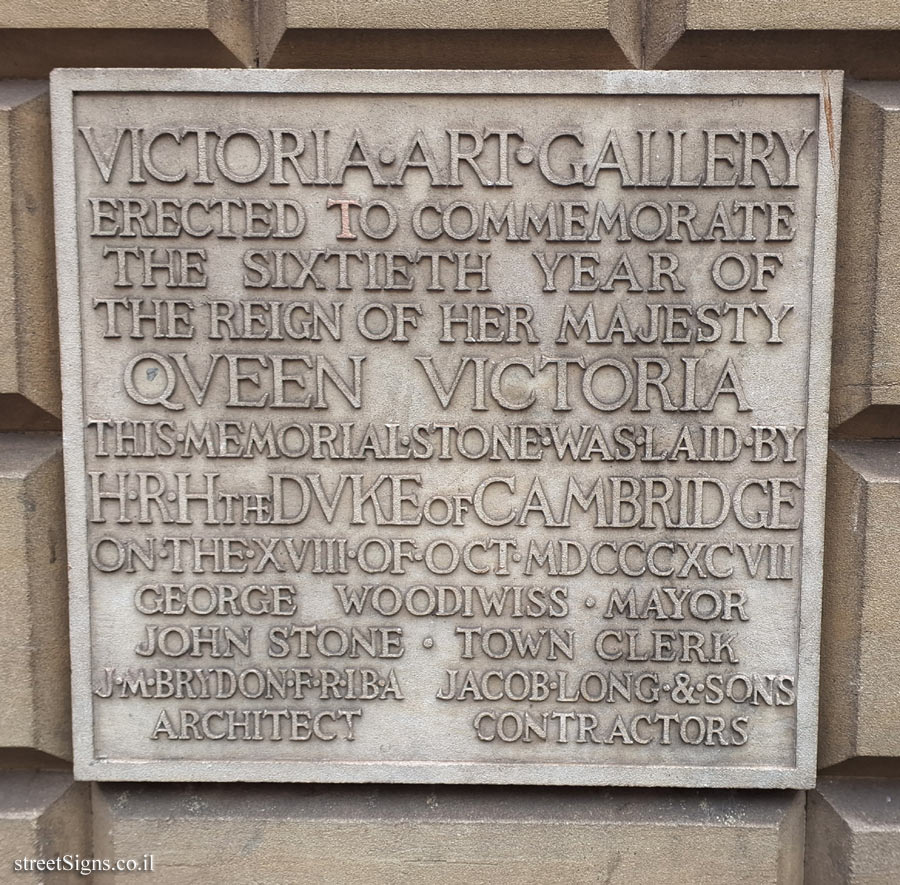 VICTORIA·ART·GALLERY
ERECTED TO COMMEMORATE
THE SIXTIETH YEAR OF
THE REIGN OF HER MAJESTY
QVEEN VICTORIA
THIS·MEMORIAL·STONE·WAS·LAID·BY
H·R·H THE DVKE OF CAMBRIDGE
ON·THE·XVIII·OF·OCT·MDCCCXCVII
GEORGE WOODIWISS · MAYOR
JOHN STONE · TOWN CLERK
J·M·BRYDON·F·R·I·B·A JACOB·LONG·&·SONS
ARCHITECT CONTRACTORS
streetSigns.co.il